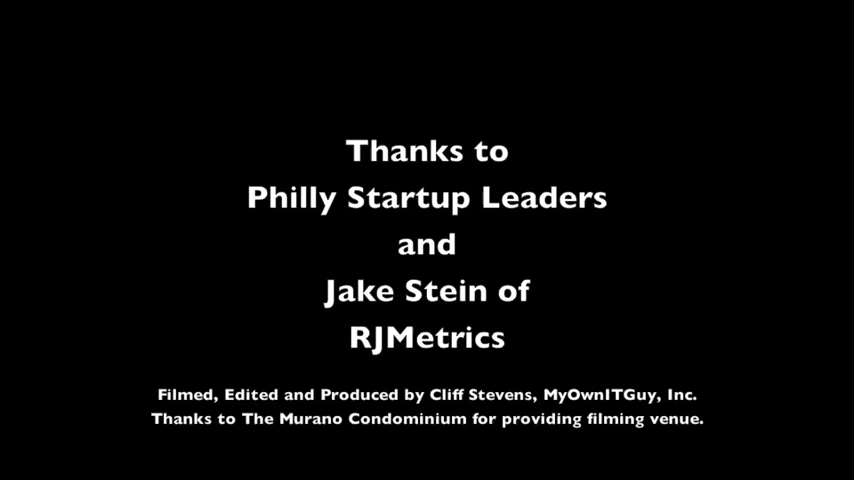 Thanks to
Philly Startup Leaders
and
Jake Stein of
RJMetrics
Filmed, Edited and Produced by Cliff Stevens, MyOwnITGuy, Inc.
Thanks to The Murano Condominium for providing filming venue.